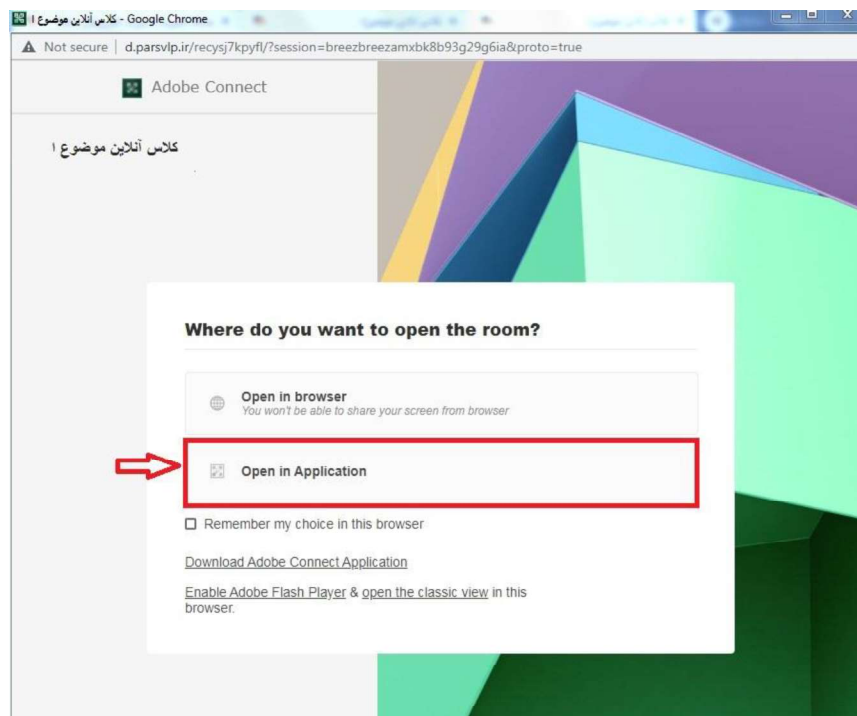 کلاس آنلاین موضوع ۱ - Google Chrome
Not secure | d.parsvlp.ir/recysj7kpyfl/?session=breezbreezamxbk8b93g29g6ia&proto=true
Adobe Connect
کلاس آنلاین موضوع ۱
Where do you want to open the room?
Open in browser
You won't be able to share your screen from browser
Open in Application
Remember my choice in this browser
Download Adobe Connect Application
Enable Adobe Flash Player & open the classic view in this
browser.